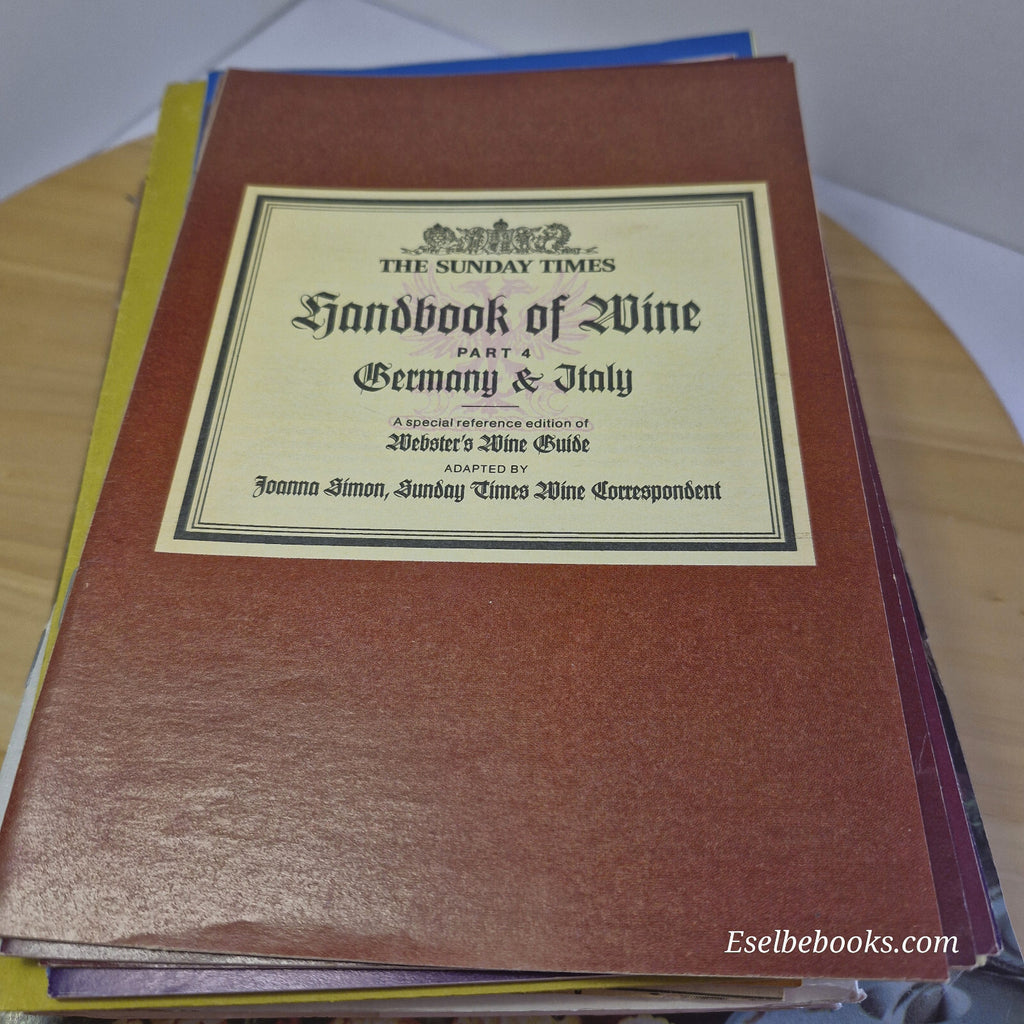 THE SUNDAY TIMES
Handbook of Wine
PART 4
Germany & Italy
A special reference edition of
Webster's Wine Guide
ADAPTED BY
Joanna Simon, Sunday Times Wine Correspondent
Eselbebooks.com